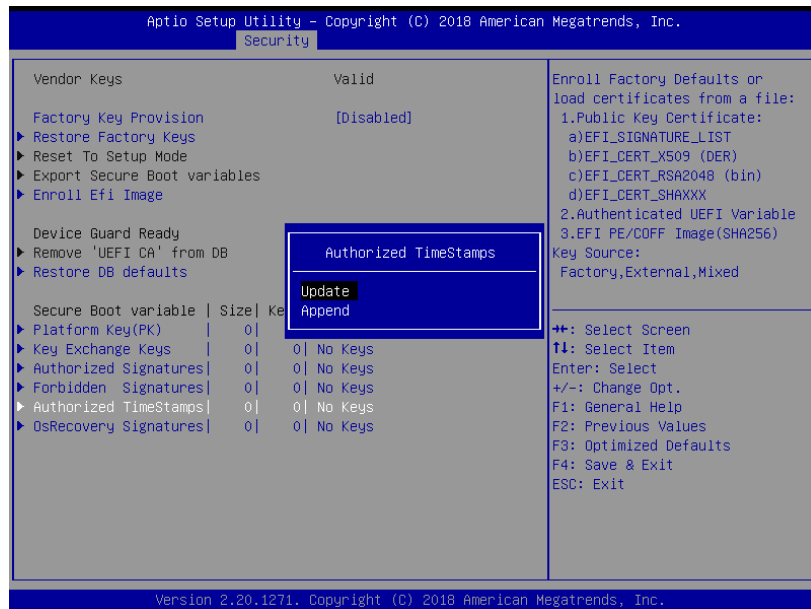 Aptio Setup Utility – Copyright (C) 2018 American Megatrends, Inc.
Security
Vendor Keys Valid
Factory Key Provision [Disabled]
Restore Factory Keys
Reset To Setup Mode
Export Secure Boot variables
Enroll Efi Image
Device Guard Ready
Remove 'UEFI CA' from DB
Restore DB defaults
Secure Boot variable | Size| Ke
Platform Key(PK) | 0|
Key Exchange Keys | 0| 0| No Keys
Authorized Signatures| 0| 0| No Keys
Forbidden Signatures| 0| 0| No Keys
Authorized TimeStamps| 0| 0| No Keys
OsRecovery Signatures| 0| 0| No Keys
Authorized TimeStamps
Update
Append
Enroll Factory Defaults or
load certificates from a file:
1.Public Key Certificate:
a)EFI_SIGNATURE_LIST
b)EFI_CERT_X509 (DER)
c)EFI_CERT_RSA2048 (bin)
d)EFI_CERT_SHAXXX
2.Authenticated UEFI Variable
3.EFI PE/COFF Image(SHA256)
Key Source:
Factory,External,Mixed
→←: Select Screen
↑↓: Select Item
Enter: Select
+/-: Change Opt.
F1: General Help
F2: Previous Values
F3: Optimized Defaults
F4: Save & Exit
ESC: Exit
Version 2.20.1271. Copyright (C) 2018 American Megatrends, Inc.